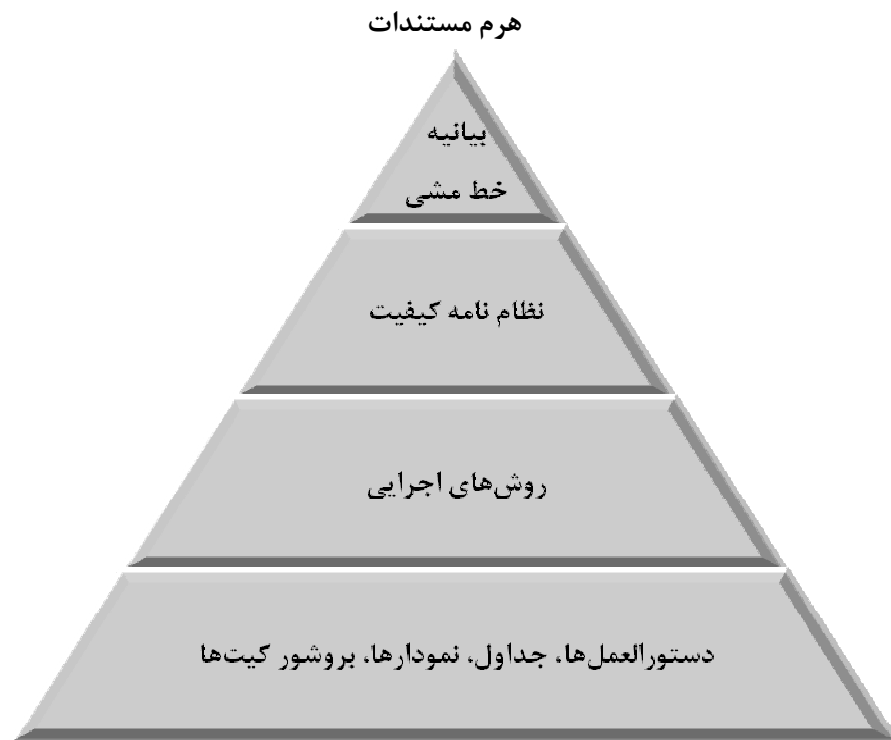 هرم مستندات
بیانیه
خط مشی
نظام نامه کیفیت
روش‌های اجرایی
دستورالعمل‌ها، جداول، نمودارها، بروشور کیت‌ها